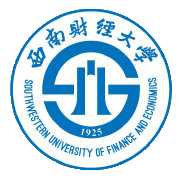 西南财经大学
1925
SOUTHWESTERN UNIVERSITY OF FINANCE AND ECONOMICS